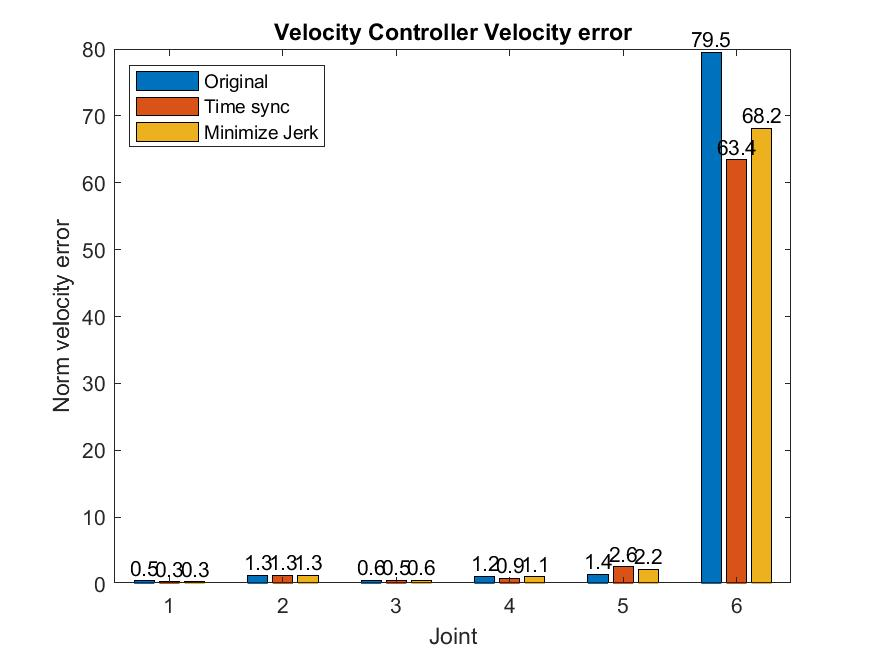 Velocity Controller Velocity error
Original
Time sync
Minimize Jerk
Norm velocity error
80
70
60
50
40
30
20
10
0
0.5 0.3 0.3
1.3 1.3 1.3
0.6 0.5 0.6
1.2 0.9 1.1
1.4 2.6 2.2
79.5 63.4 68.2
1 2 3 4 5 6
Joint